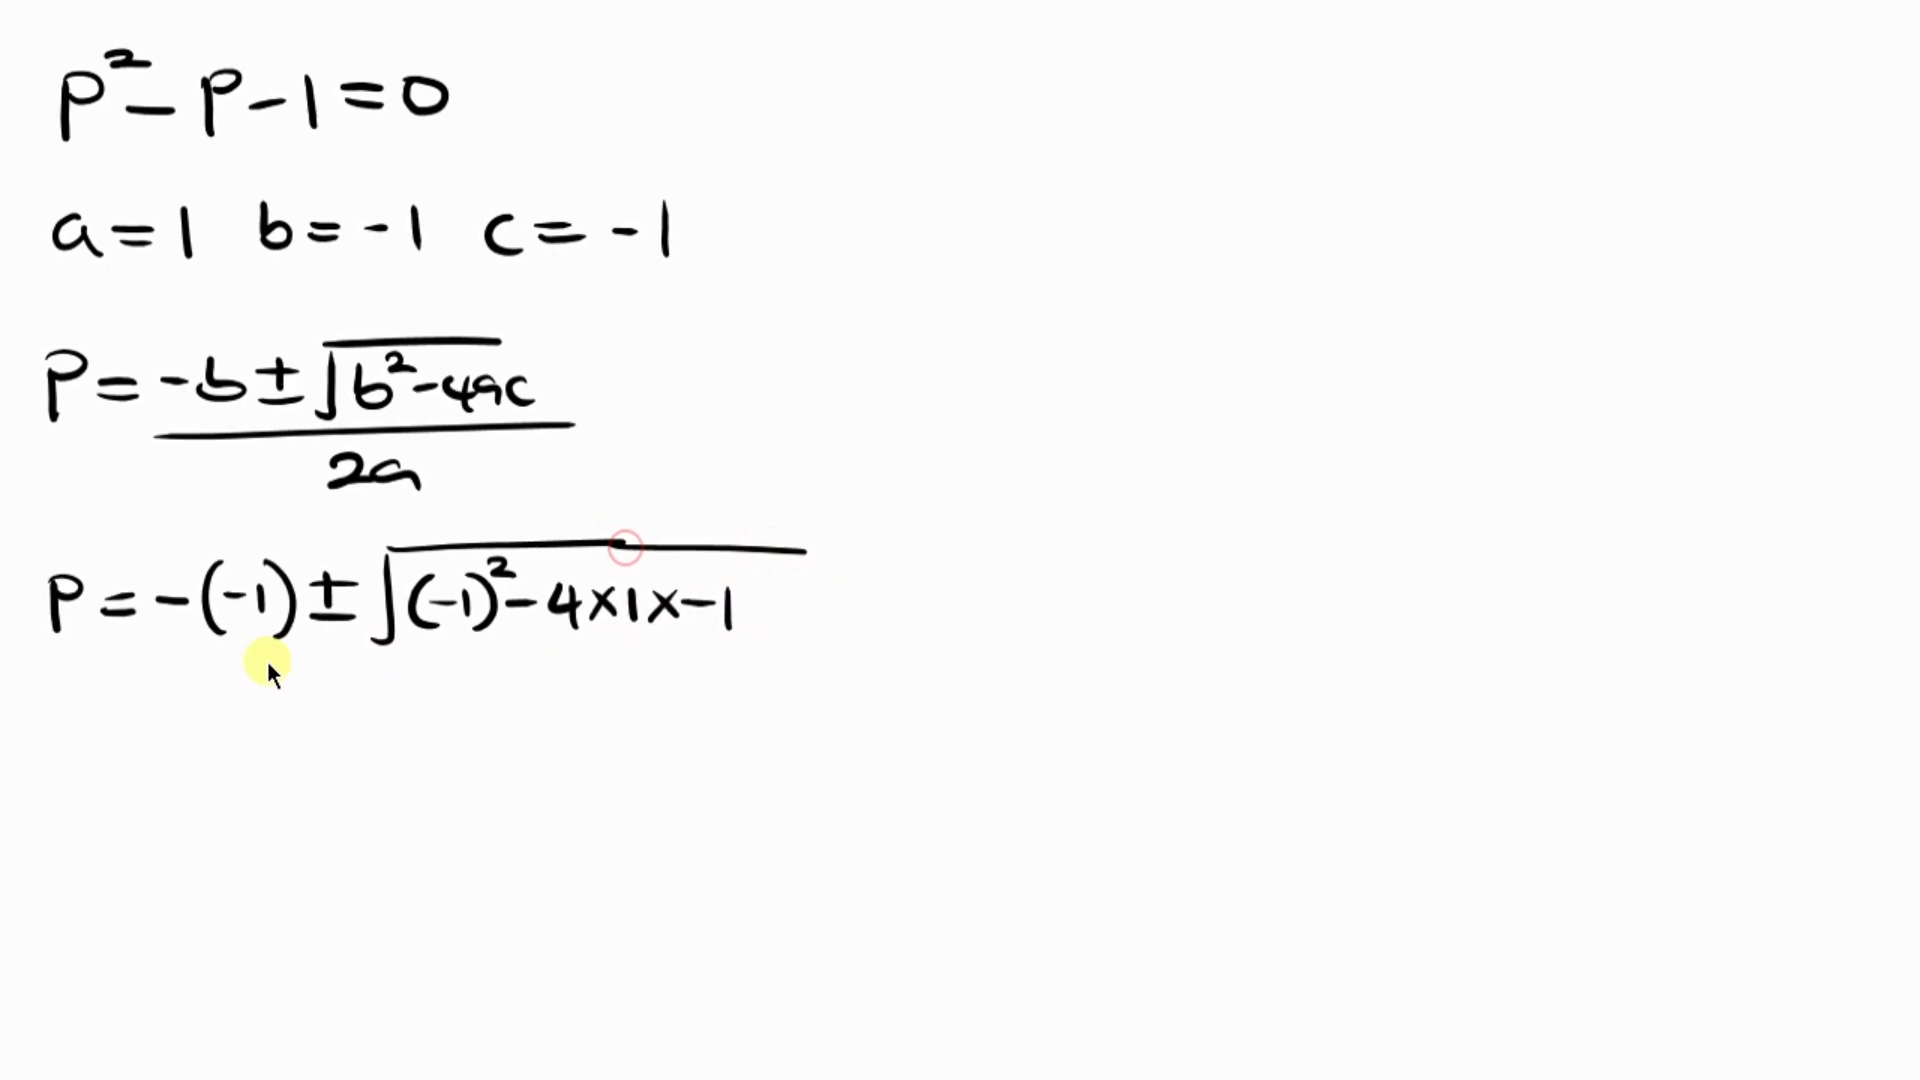 p² - p - 1 = 0
a = 1 b = -1 c = -1
P = -b ± √b² - 4ac
2a
P = -(-1) ± √(-1)² - 4 × 1 × -1